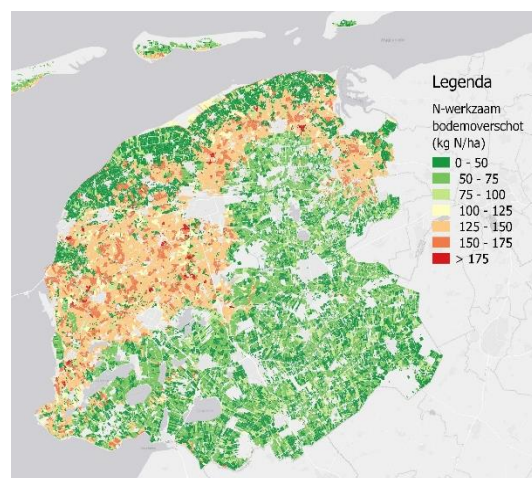 Legenda
N-werkzaam
bodemoverschot
(kg N/ha)
0 - 50
50 - 75
75 - 100
100 - 125
125 - 150
150 - 175
> 175